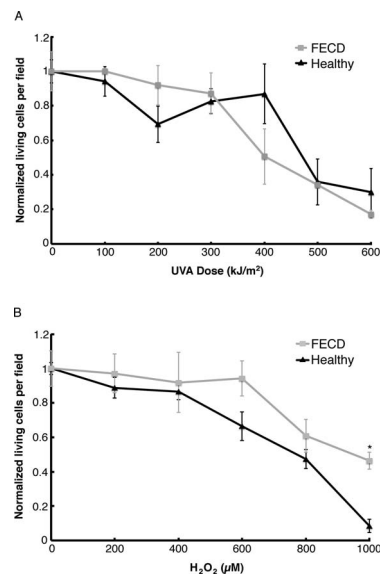 A
Normalized living cells per field
1.2
1
0.8
0.6
0.4
0.2
0
FECD
Healthy
0 100 200 300 400 500 600
UVA Dose (kJ/m²)
B
Normalized living cells per field
1.2
1
0.8
0.6
0.4
0.2
0
FECD
Healthy
*
0 200 400 600 800 1000
H₂O₂ (µM)